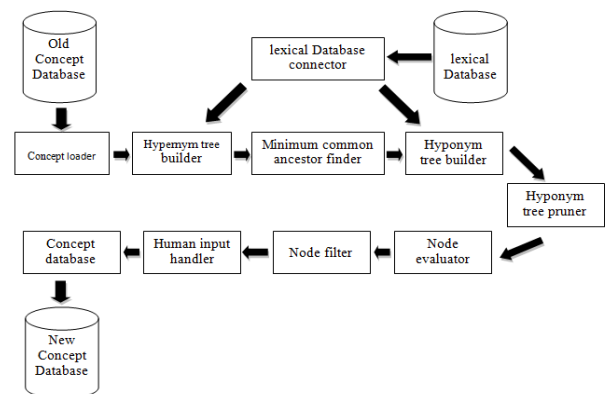 Old
Concept
Database
lexical Database
connector
lexical
Database
Concept loader
Hypernym tree
builder
Minimum common
ancestor finder
Hyponym
tree builder
Hyponym
tree pruner
Concept
database
Human input
handler
Node filter
Node
evaluator
New
Concept
Database